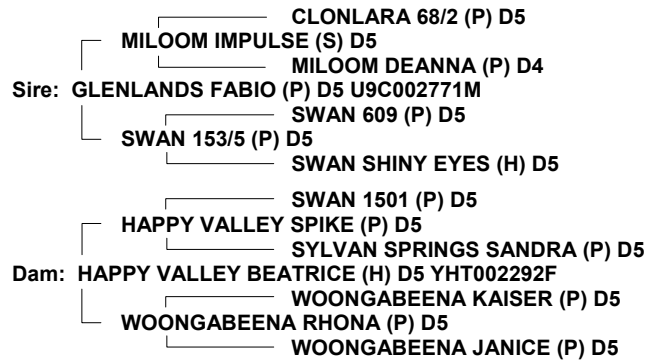 CLONLARA 68/2 (P) D5
MILOOM IMPULSE (S) D5
MILOOM DEANNA (P) D4
Sire: GLENLANDS FABIO (P) D5 U9C002771M
SWAN 609 (P) D5
SWAN 153/5 (P) D5
SWAN SHINY EYES (H) D5
SWAN 1501 (P) D5
HAPPY VALLEY SPIKE (P) D5
SYLVAN SPRINGS SANDRA (P) D5
Dam: HAPPY VALLEY BEATRICE (H) D5 YHT002292F
WOONGABEENA KAISER (P) D5
WOONGABEENA RHONA (P) D5
WOONGABEENA JANICE (P) D5